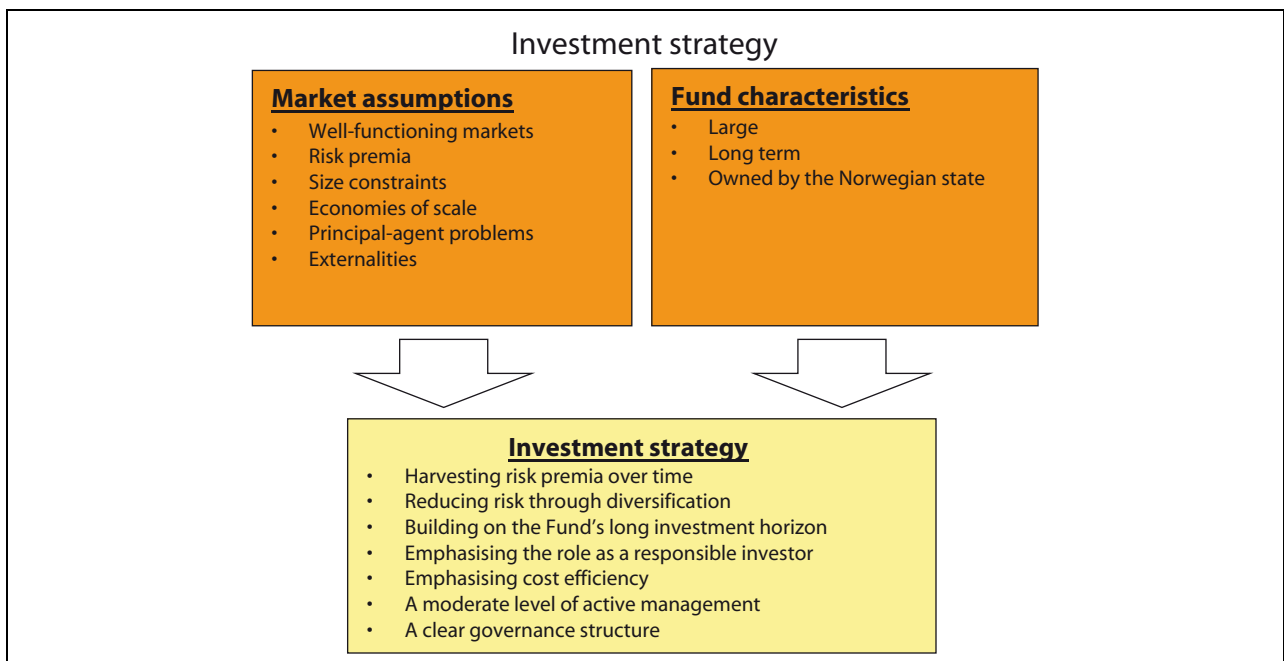 Investment strategy
Market assumptions
• Well-functioning markets
• Risk premia
• Size constraints
• Economies of scale
• Principal-agent problems
• Externalities
Fund characteristics
• Large
• Long term
• Owned by the Norwegian state
Investment strategy
• Harvesting risk premia over time
• Reducing risk through diversification
• Building on the Fund’s long investment horizon
• Emphasising the role as a responsible investor
• Emphasising cost efficiency
• A moderate level of active management
• A clear governance structure